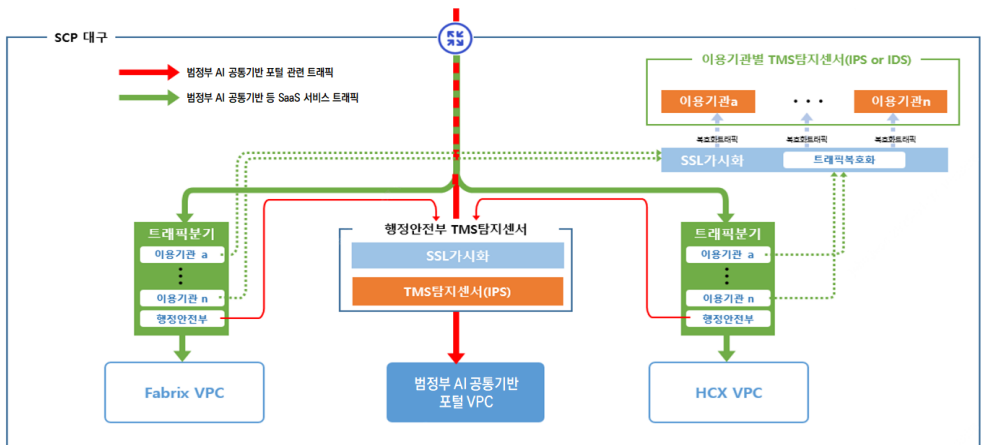 SCP 대구
범정부 AI 공통기반 포털 관련 트래픽
범정부 AI 공통기반 등 SaaS 서비스 트래픽
이용기관별 TMS탐지센서(IPS or IDS)
이용기관a
• • •
이용기관n
복호화트래픽
복호화트래픽
복호화트래픽
SSL가시화
트래픽복호화
트래픽분기
이용기관 a
이용기관 n
행정안전부
행정안전부 TMS탐지센서
SSL가시화
TMS탐지센서(IPS)
트래픽분기
이용기관 a
이용기관 n
행정안전부
Fabrix VPC
범정부 AI 공통기반
포털 VPC
HCX VPC